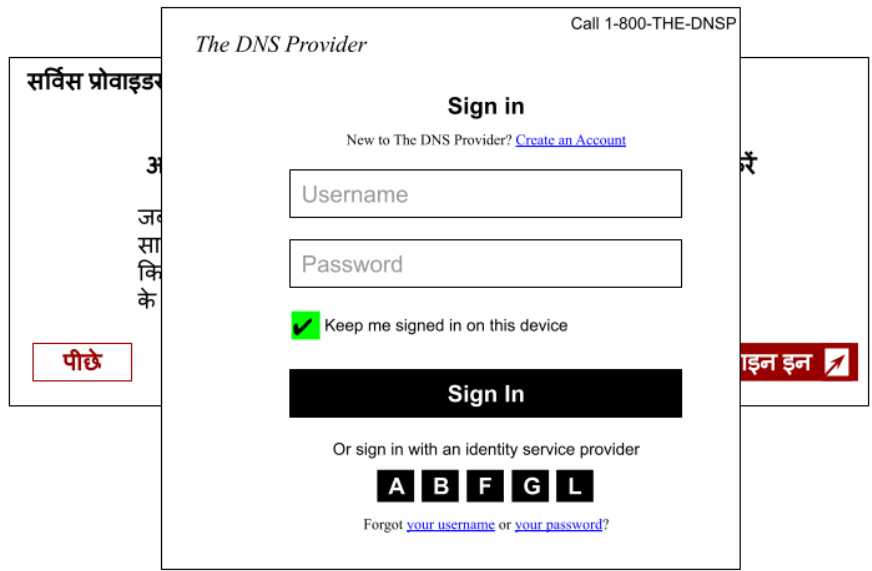 Call 1-800-THE-DNSP
The DNS Provider
सर्विस प्रोवाइडर
Sign in
New to The DNS Provider? Create an Account
Username
Password
Keep me signed in on this device
पीछे
Sign In
Or sign in with an identity service provider
A B F G L
Forgot your username or your password?